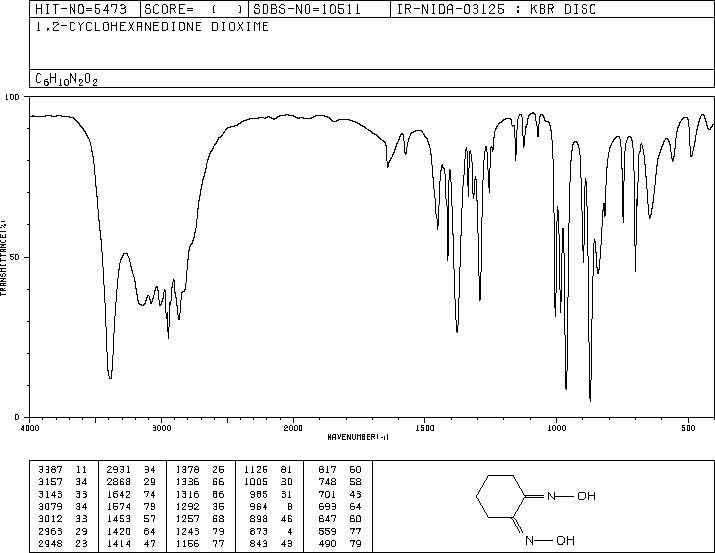 HIT-NO=5473 SCORE= ( ) SDBS-NO=10511 IR-NIDA-03125 : KBR DISC
1,2-CYCLOHEXANEDIONE DIOXIME
C6H10N2O2
100
50
0
TRANSMITTANCE(%)
4000 3000 2000 1500 1000 500
WAVENUMBER(-1)
3387 11 2931 34 1378 25 1126 81 817 60
3157 34 2868 29 1336 66 1005 30 748 58
3143 33 1642 74 1316 66 985 31 701 43
3079 34 1574 79 1292 35 964 8 693 64
3012 33 1453 57 1257 68 898 46 647 60
2963 29 1420 64 1243 79 873 4 559 77
2948 23 1414 47 1156 77 843 43 490 79
N OH
N OH